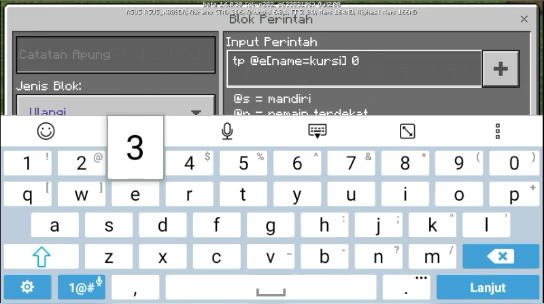 Blok Perintah
×
Catatan Apung
Input Perintah
tp @e[name=kursi] 0
+
Jenis Blok:
Ulangi
@s = mandiri
@p = pemain terdekat
3
1 ! 2 @ 4 $ 5 % 6 ^ 7 & 8 * 9 ( 0 )
q [ w ] e r t y u i o p +
a s d f g h : j ; k " l '
z x c v - b - n ? m /
1@# , . ... Lanjut